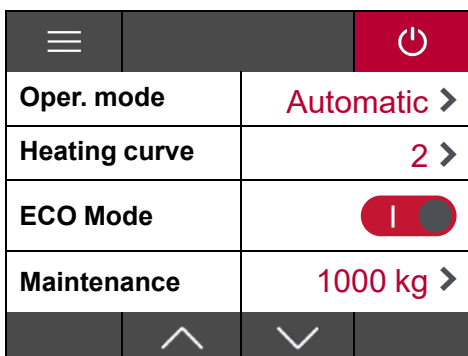 Oper. mode Automatic
Heating curve 2
ECO Mode I
Maintenance 1000 kg